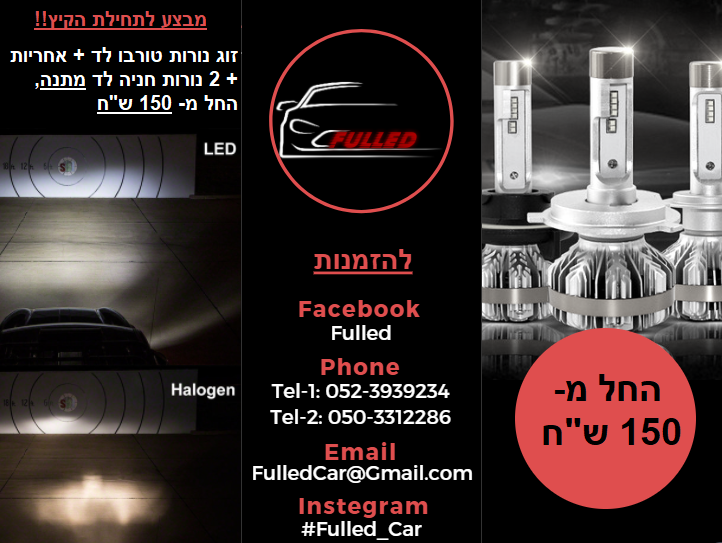 מבצע לתחילת הקיץ!!
זוג נורות טורבו לד + אחריות
+ 2 נורות חניה לד מתנה,
החל מ- 150 ש"ח
LED
Halogen
FULLED
להזמנות
Facebook
Fulled
Phone
Tel-1: 052-3939234
Tel-2: 050-3312286
Email
FulledCar@Gmail.com
Instegram
#Fulled_Car
החל מ-
150 ש"ח